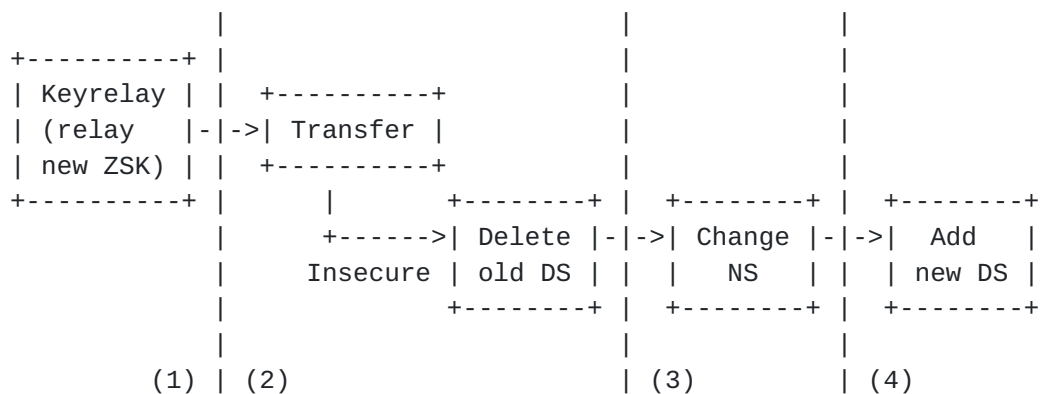 Keyrelay
(relay
new ZSK)
Transfer
Insecure
Delete
old DS
Change
NS
Add
new DS
(1) (2) (3) (4)